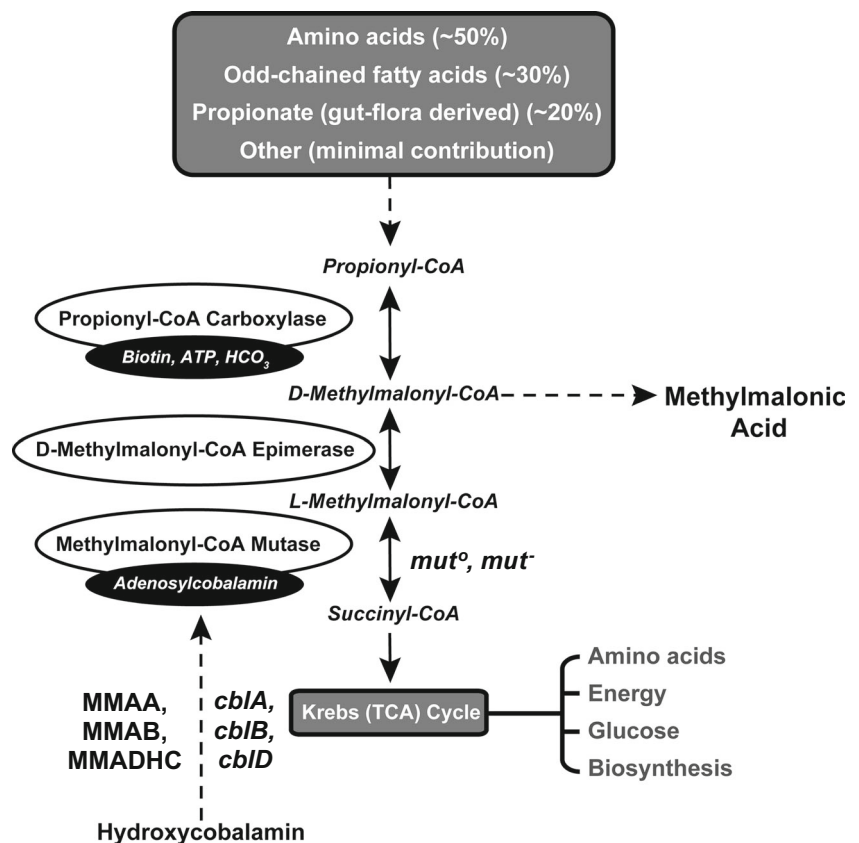 Amino acids (~50%)
Odd-chained fatty acids (~30%)
Propionate (gut-flora derived) (~20%)
Other (minimal contribution)
Propionyl-CoA
Propionyl-CoA Carboxylase
Biotin, ATP, HCO₃
D-Methylmalonyl-CoA
Methylmalonic
Acid
D-Methylmalonyl-CoA Epimerase
L-Methylmalonyl-CoA
Methylmalonyl-CoA Mutase
Adenosylcobalamin
mutº, mut⁻
Succinyl-CoA
Krebs (TCA) Cycle
Amino acids
Energy
Glucose
Biosynthesis
MMAA,
MMAB,
MMADHC
cblA,
cblB,
cblD
Hydroxycobalamin